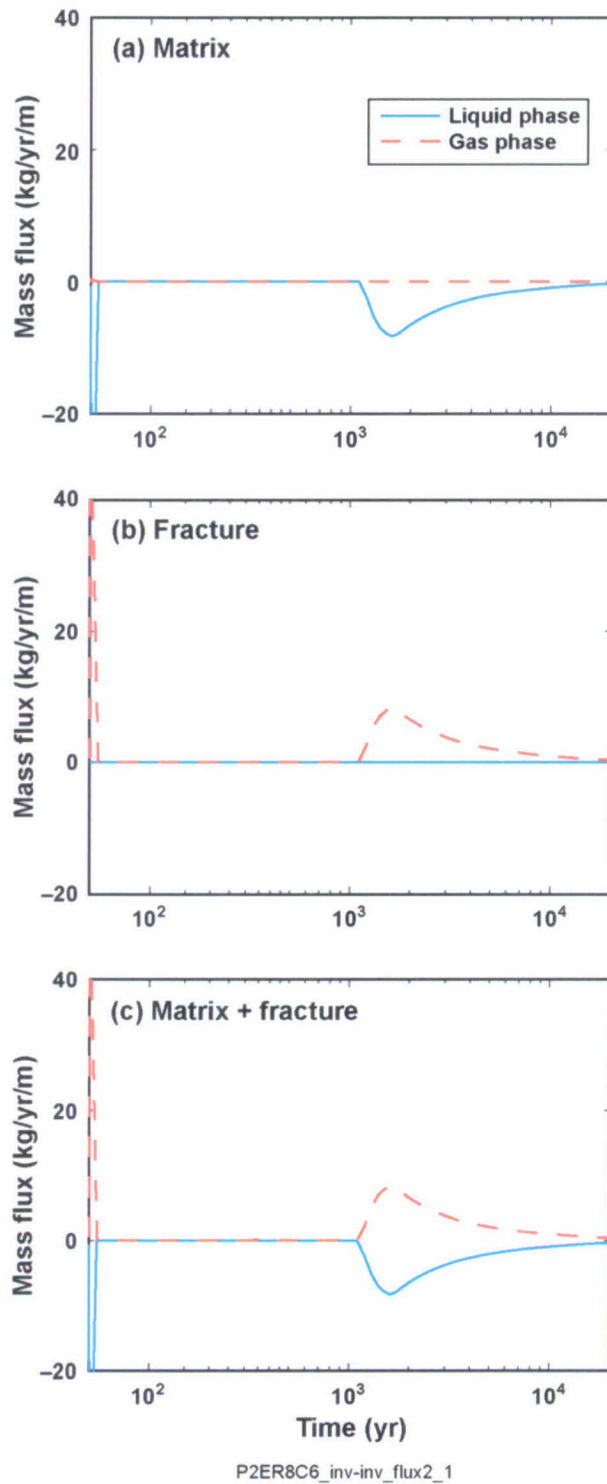 40
(a) Matrix
Liquid phase
Gas phase
20
0
–20
Mass flux (kg/yr/m)
10² 10³ 10⁴
40
(b) Fracture
20
0
–20
Mass flux (kg/yr/m)
10² 10³ 10⁴
40
(c) Matrix + fracture
20
0
–20
Mass flux (kg/yr/m)
10² 10³ 10⁴
Time (yr)
P2ER8C6_inv-inv_flux2_1